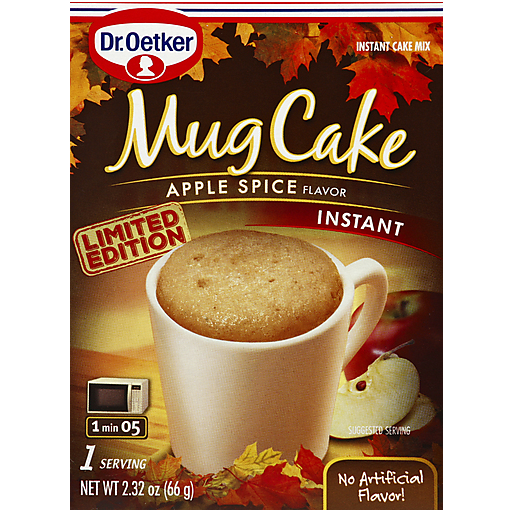 Dr. Oetker
INSTANT CAKE MIX
Mug Cake
APPLE SPICE FLAVOR
INSTANT
LIMITED
EDITION
1 min 05
SUGGESTED SERVING
1 SERVING
NET WT 2.32 oz (66 g)
No Artificial
Flavor!